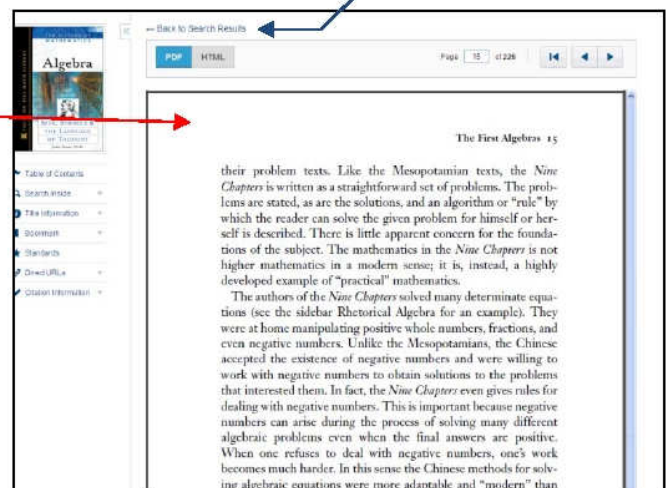 ← Back to Search Results
PDF HTML
Page 15 of 226
Algebra
Table of Contents
Search Inside
Title Information
Bookmark
Standards
Direct URLs
Citation Information
The First Algebras 15
their problem texts. Like the Mesopotamian texts, the Nine
Chapters is written as a straightforward set of problems. The prob-
lems are stated, as are the solutions, and an algorithm or “rule” by
which the reader can solve the given problem for himself or her-
self is described. There is little apparent concern for the founda-
tions of the subject. The mathematics in the Nine Chapters is not
higher mathematics in a modern sense; it is, instead, a highly
developed example of “practical” mathematics.
The authors of the Nine Chapters solved many determinate equa-
tions (see the sidebar Rhetorical Algebra for an example). They
were at home manipulating positive whole numbers, fractions, and
even negative numbers. Unlike the Mesopotamians, the Chinese
accepted the existence of negative numbers and were willing to
work with negative numbers to obtain solutions to the problems
that interested them. In fact, the Nine Chapters even gives rules for
dealing with negative numbers. This is important because negative
numbers can arise during the process of solving many different
algebraic problems even when the final answers are positive.
When one refuses to deal with negative numbers, one’s work
becomes much harder. In this sense the Chinese methods for solv-
ing algebraic equations were more adaptable and “modern” than